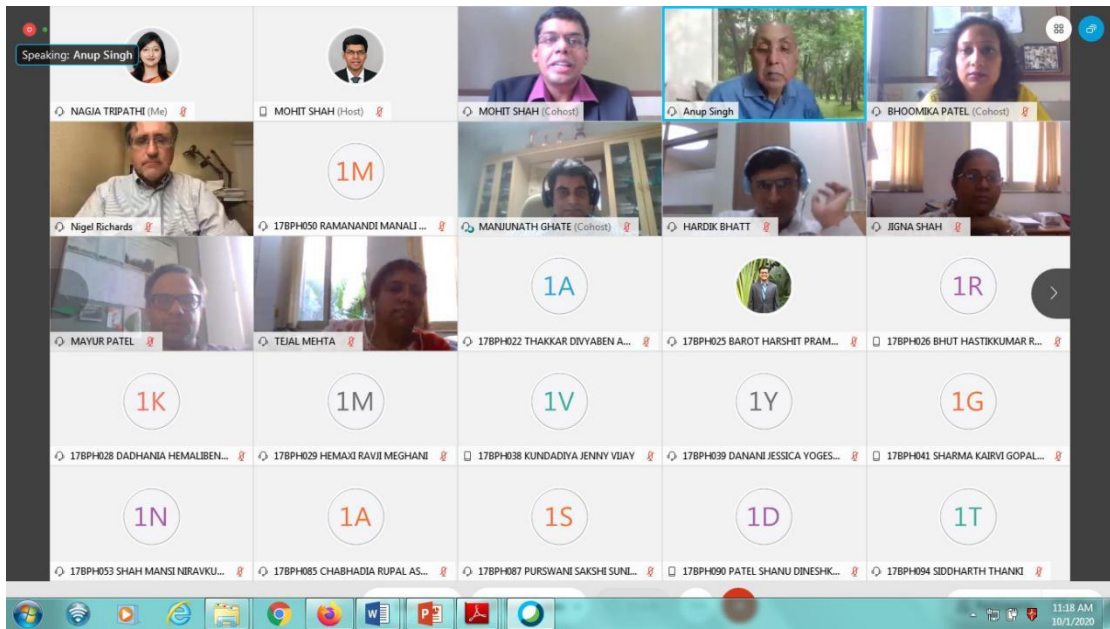 Speaking: Anup Singh
NAGJA TRIPATHI (Me)
MOHIT SHAH (Host)
MOHIT SHAH (Cohost)
Anup Singh
BHOOMIKA PATEL (Cohost)
Nigel Richards
1M
17BPH050 RAMANANDI MANALI ...
MANJUNATH GHATE (Cohost)
HARDIK BHATT
JIGNA SHAH
MAYUR PATEL
TEJAL MEHTA
1A
17BPH022 THAKKAR DIVYABEN A...
17BPH025 BAROT HARSHIT PRAM...
1R
17BPH026 BHUT HASTIKKUMAR R...
1K
17BPH028 DADHANIA HEMALIBEN...
1M
17BPH029 HEMAXI RAVJI MEGHANI
1V
17BPH038 KUNDADIYA JENNY VIJAY
1Y
17BPH039 DANANI JESSICA YOGES...
1G
17BPH041 SHARMA KAIRVI GOPAL...
1N
17BPH053 SHAH MANSI NIRAVKU...
1A
17BPH085 CHABHADIA RUPAL AS...
1S
17BPH087 PURSWANI SAKSHI SUNI...
1D
17BPH090 PATEL SHANU DINESHK...
1T
17BPH094 SIDDHARTH THANKI
11:18 AM
10/1/2020